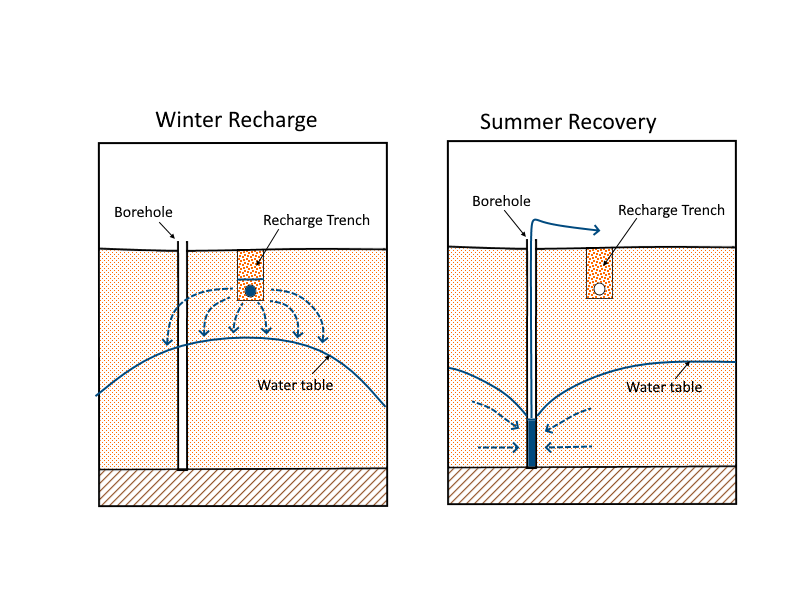 Winter Recharge
Borehole
Recharge Trench
Water table
Summer Recovery
Borehole
Recharge Trench
Water table